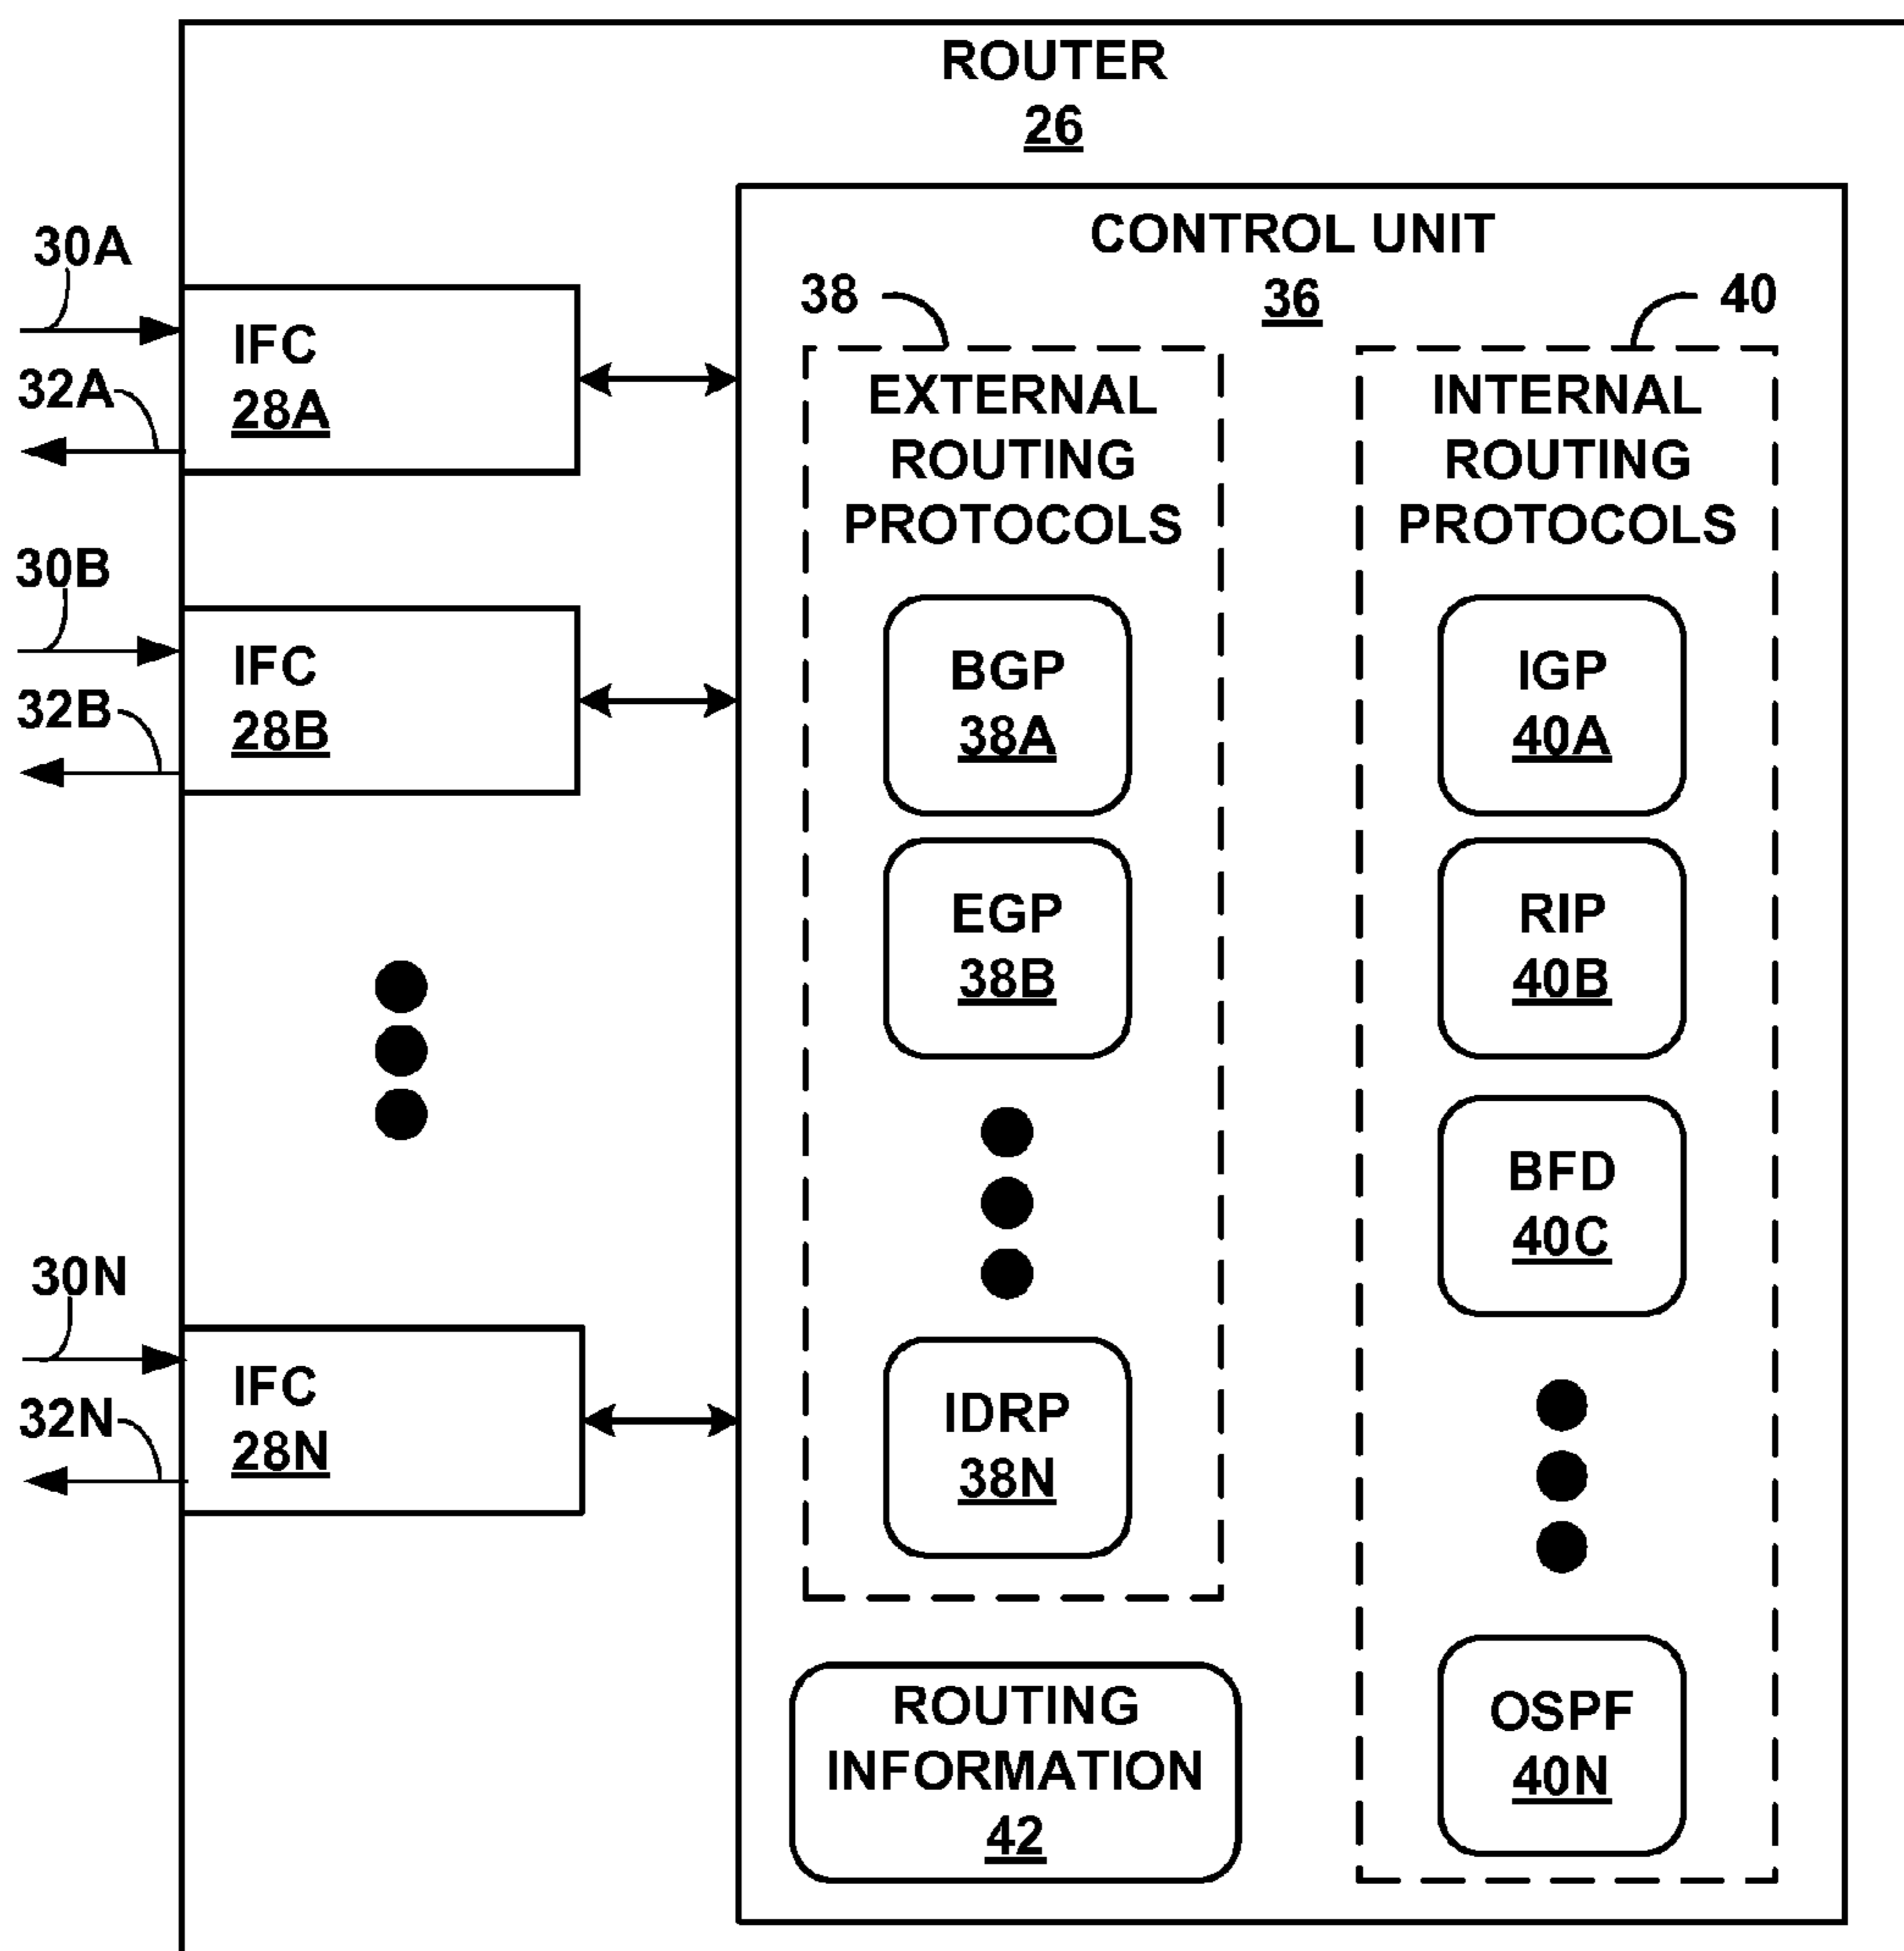 ROUTER
26
CONTROL UNIT
36
30A
32A
IFC
28A
30B
32B
IFC
28B
30N
32N
IFC
28N
38
EXTERNAL
ROUTING
PROTOCOLS
BGP
38A
EGP
38B
IDRP
38N
40
INTERNAL
ROUTING
PROTOCOLS
IGP
40A
RIP
40B
BFD
40C
OSPF
40N
ROUTING
INFORMATION
42